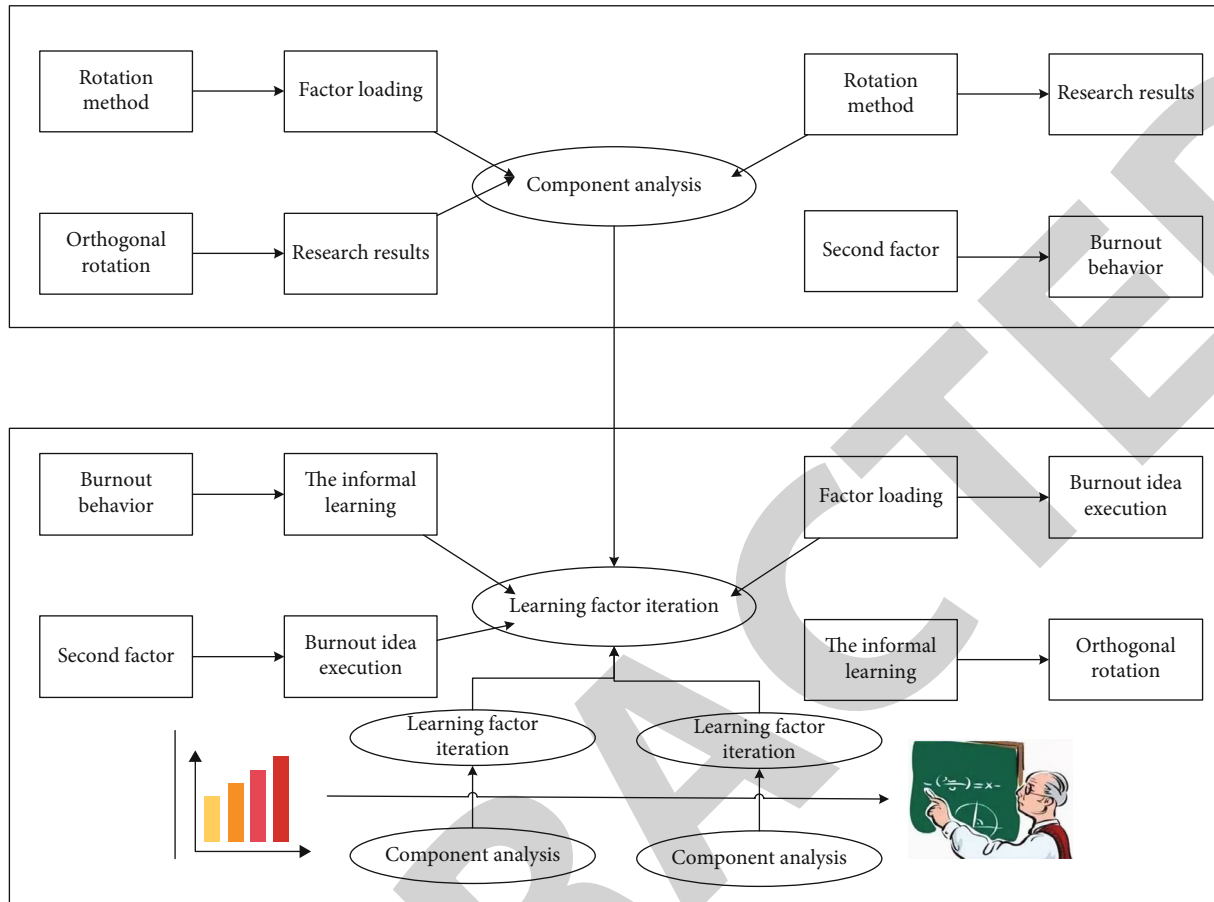 Rotation
method
Factor loading
Rotation
method
Research results
Component analysis
Orthogonal
rotation
Research results
Second factor
Burnout
behavior
Burnout
behavior
The informal
learning
Factor loading
Burnout idea
execution
Learning factor iteration
Second factor
Burnout idea
execution
The informal
learning
Orthogonal
rotation
Learning factor
iteration
Learning factor
iteration
Component analysis
Component analysis
RACTED